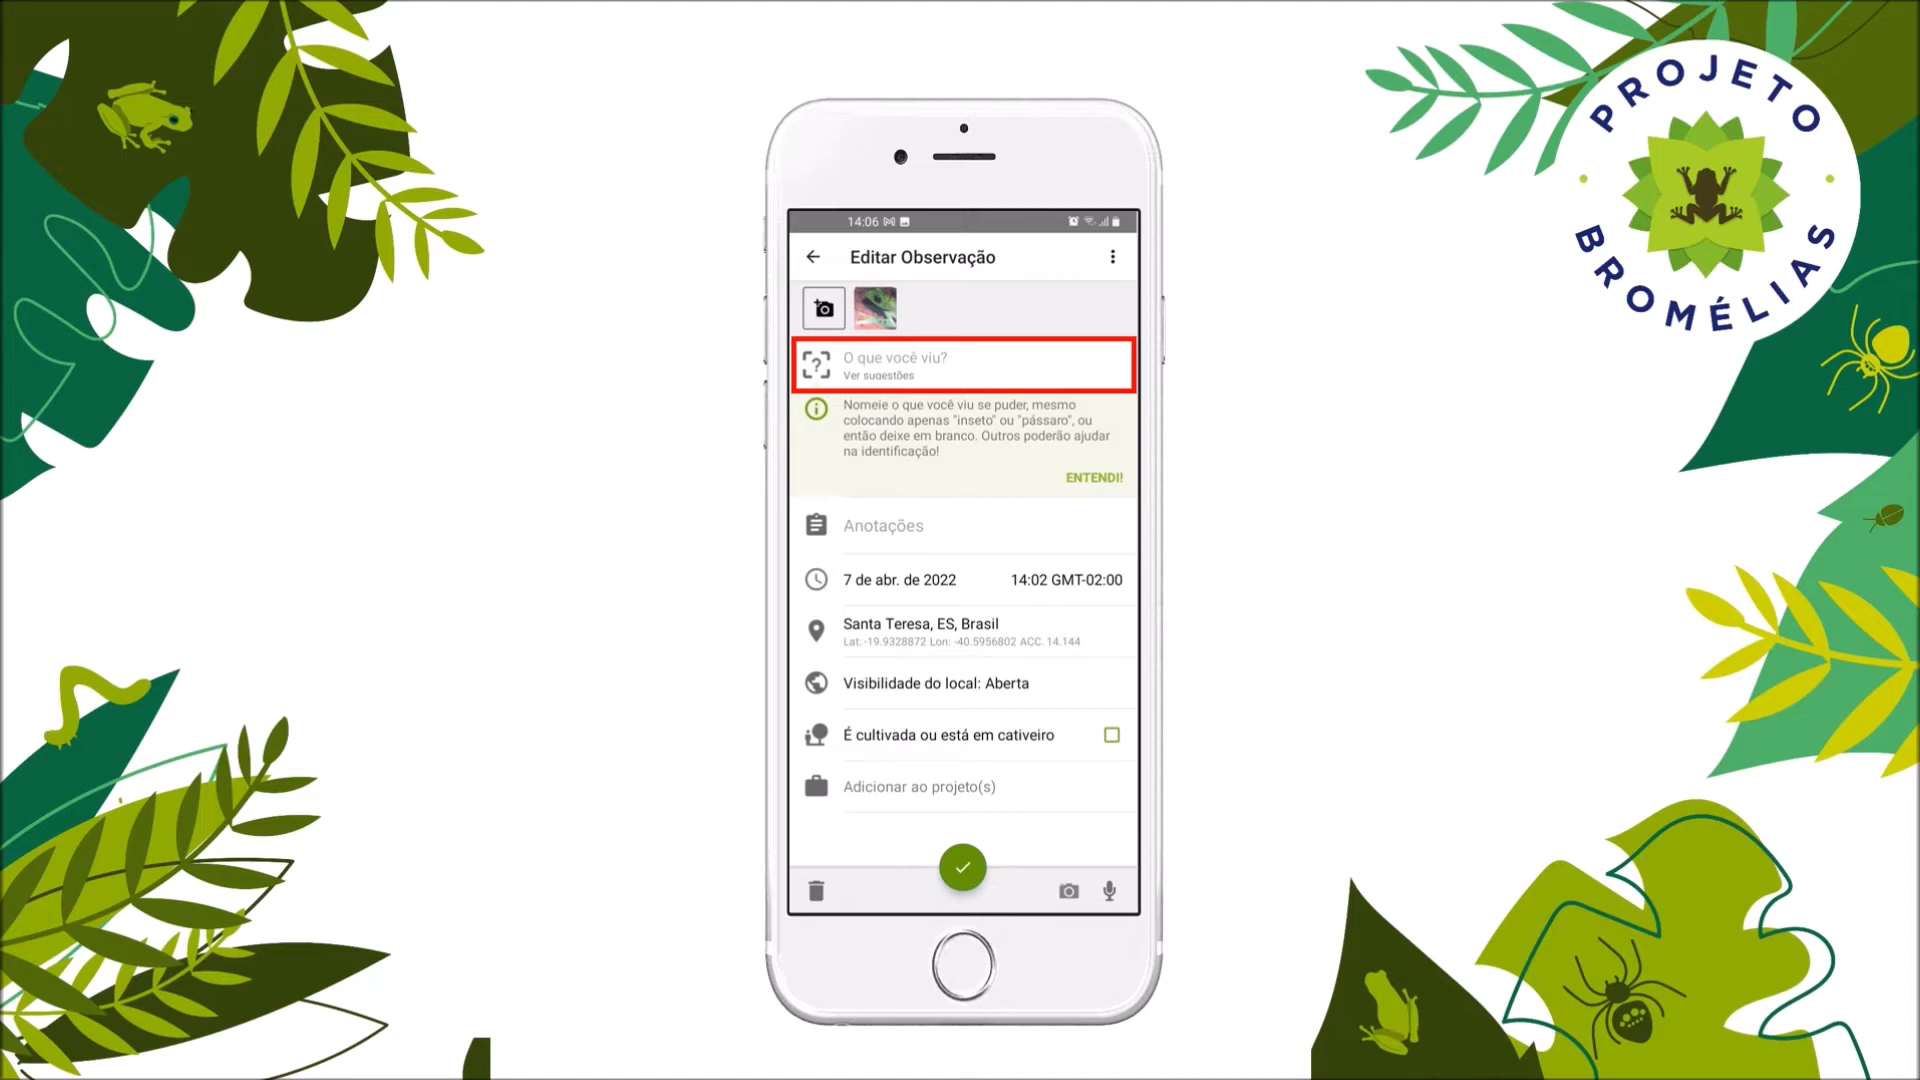 PROJETO
BROMÉLIAS
14:06
Editar Observação
O que você viu?
Ver sugestões
Nomeie o que você viu se puder, mesmo
colocando apenas "inseto" ou "pássaro", ou
então deixe em branco. Outros poderão ajudar
na identificação!
ENTENDI!
Anotações
7 de abr. de 2022 14:02 GMT-02:00
Santa Teresa, ES, Brasil
Lat: -19.9328872 Lon: -40.5956802 ACC. 14.144
Visibilidade do local: Aberta
É cultivada ou está em cativeiro
Adicionar ao projeto(s)